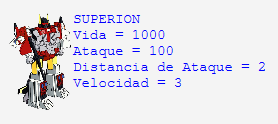 SUPERION
Vida = 1000
Ataque = 100
Distancia de Ataque = 2
Velocidad = 3